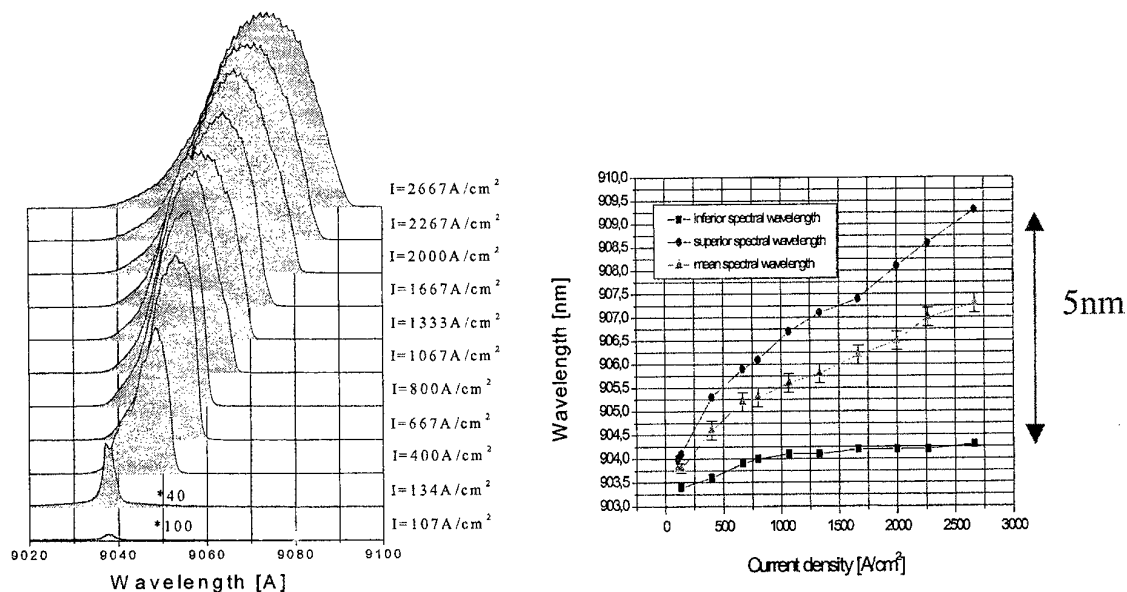 I=2667A/cm²
I=2267A/cm²
I=2000A/cm²
I=1667A/cm²
I=1333A/cm²
I=1067A/cm²
I=800A/cm²
I=667A/cm²
I=400A/cm²
*40
I=134A/cm²
*100
I=107A/cm²
9020 9040 9060 9080 9100
Wavelength [A]
910,0
909,5
909,0
908,5
908,0
907,5
907,0
906,5
906,0
905,5
905,0
904,5
904,0
903,5
903,0
Wavelength [nm]
inferior spectral wavelength
superior spectral wavelength
mean spectral wavelength
0 500 1000 1500 2000 2500 3000
Current density [A/cm²]
5nm